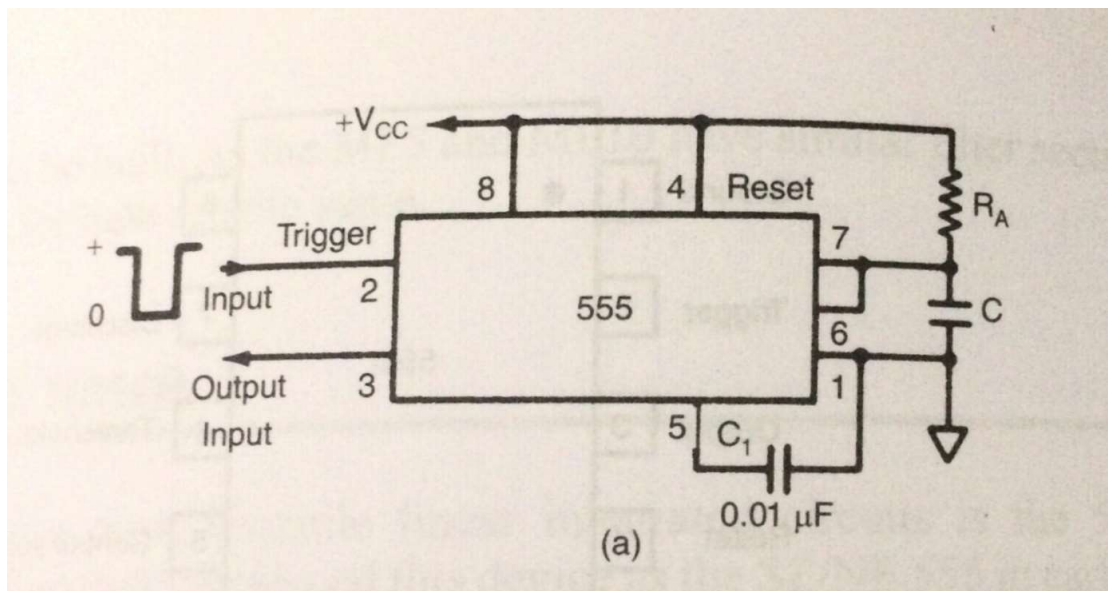 +V_CC
8
4 Reset
R_A
Trigger
7
+
Input
2
555
0
C
6
Output
3
1
Input
5 C_1
0.01 μF
(a)